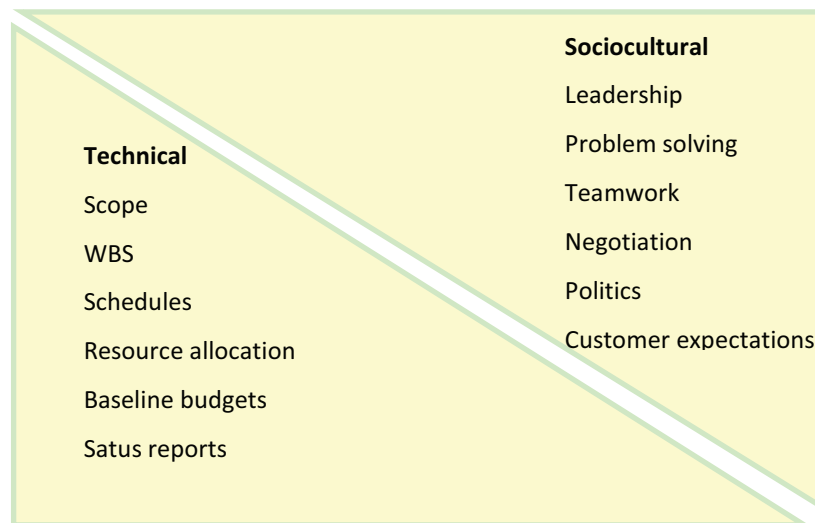 Technical
Scope
WBS
Schedules
Resource allocation
Baseline budgets
Satus reports
Sociocultural
Leadership
Problem solving
Teamwork
Negotiation
Politics
Customer expectations